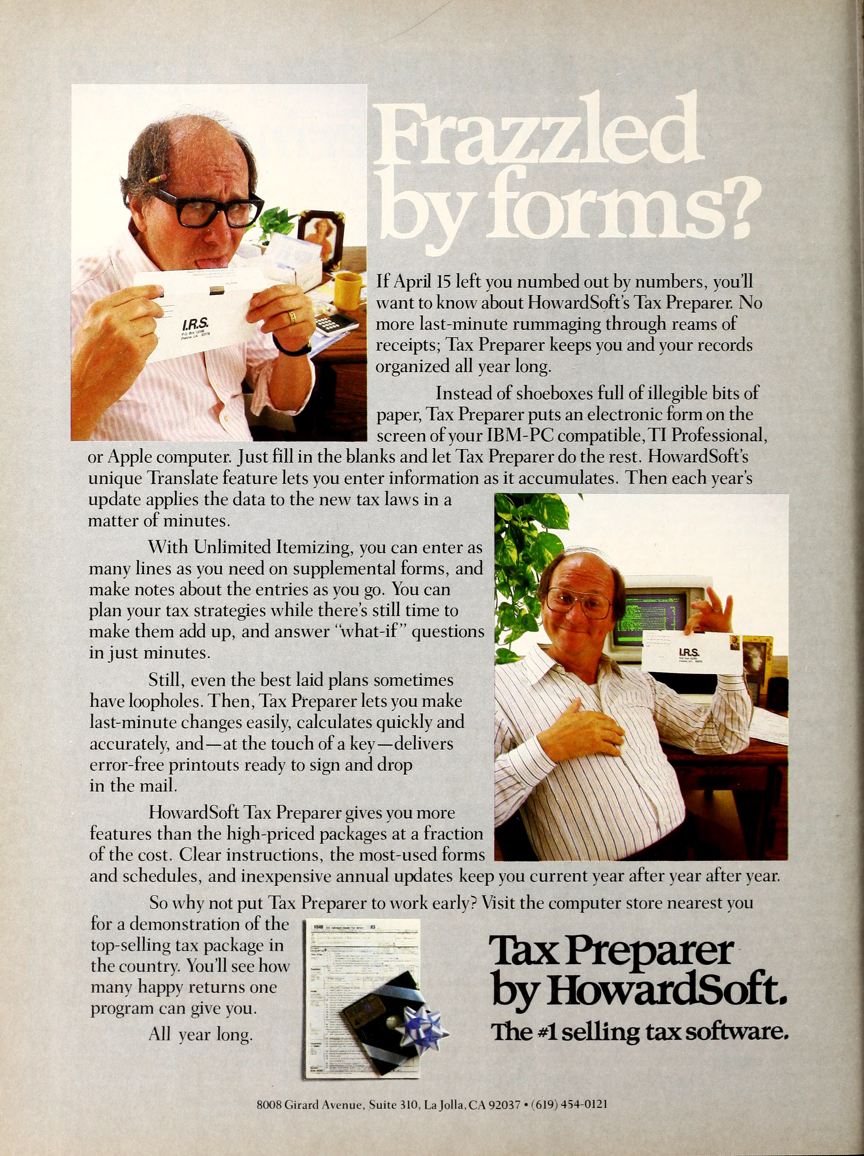 Frazzled
by forms?
I.R.S.
If April 15 left you numbed out by numbers, you'll
want to know about HowardSoft's Tax Preparer. No
more last-minute rummaging through reams of
receipts; Tax Preparer keeps you and your records
organized all year long.
Instead of shoeboxes full of illegible bits of
paper, Tax Preparer puts an electronic form on the
screen of your IBM-PC compatible, TI Professional,
or Apple computer. Just fill in the blanks and let Tax Preparer do the rest. HowardSoft's
unique Translate feature lets you enter information as it accumulates. Then each year's
update applies the data to the new tax laws in a
matter of minutes.
With Unlimited Itemizing, you can enter as
many lines as you need on supplemental forms, and
make notes about the entries as you go. You can
plan your tax strategies while there's still time to
make them add up, and answer “what-if” questions
in just minutes.
I.R.S.
Still, even the best laid plans sometimes
have loopholes. Then, Tax Preparer lets you make
last-minute changes easily, calculates quickly and
accurately, and—at the touch of a key—delivers
error-free printouts ready to sign and drop
in the mail.
HowardSoft Tax Preparer gives you more
features than the high-priced packages at a fraction
of the cost. Clear instructions, the most-used forms
and schedules, and inexpensive annual updates keep you current year after year after year.
So why not put Tax Preparer to work early? Visit the computer store nearest you
for a demonstration of the
top-selling tax package in
the country. You'll see how
many happy returns one
program can give you.
All year long.
1040
Tax Preparer
by HowardSoft.
The #1 selling tax software.
8008 Girard Avenue, Suite 310, La Jolla, CA 92037 • (619) 454-0121